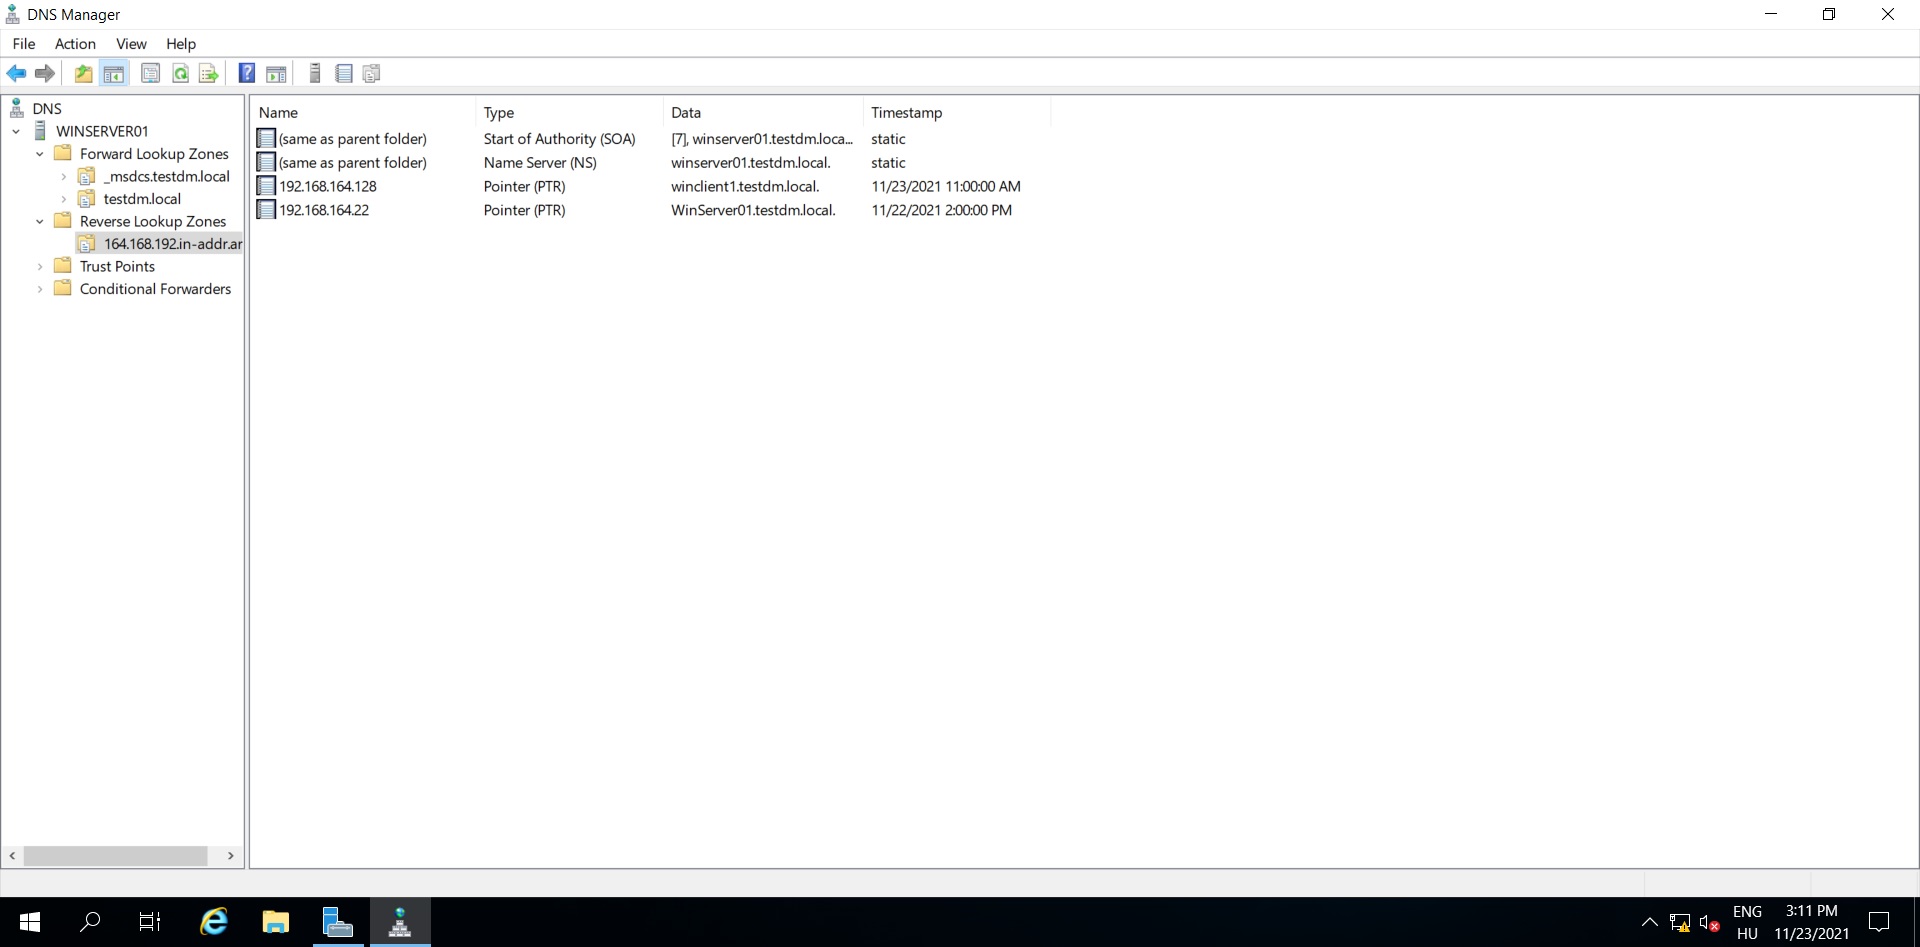 DNS Manager
File Action View Help
DNS
WINSERVER01
Forward Lookup Zones
_msdcs.testdm.local
testdm.local
Reverse Lookup Zones
164.168.192.in-addr.ar
Trust Points
Conditional Forwarders
Name Type Data Timestamp
(same as parent folder) Start of Authority (SOA) [7], winserver01.testdm.loca... static
(same as parent folder) Name Server (NS) winserver01.testdm.local. static
192.168.164.128 Pointer (PTR) winclient1.testdm.local. 11/23/2021 11:00:00 AM
192.168.164.22 Pointer (PTR) WinServer01.testdm.local. 11/22/2021 2:00:00 PM
ENG 3:11 PM
HU 11/23/2021